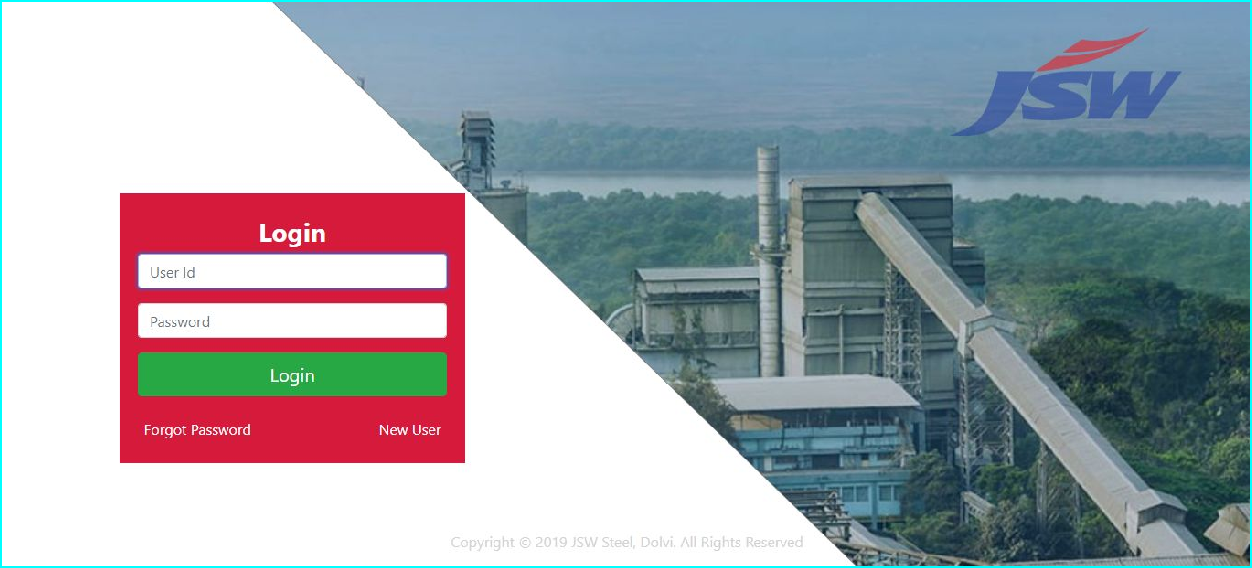 JSW
Login
User Id
Password
Login
Forgot Password New User
Copyright © 2019 JSW Steel, Dolvi. All Rights Reserved